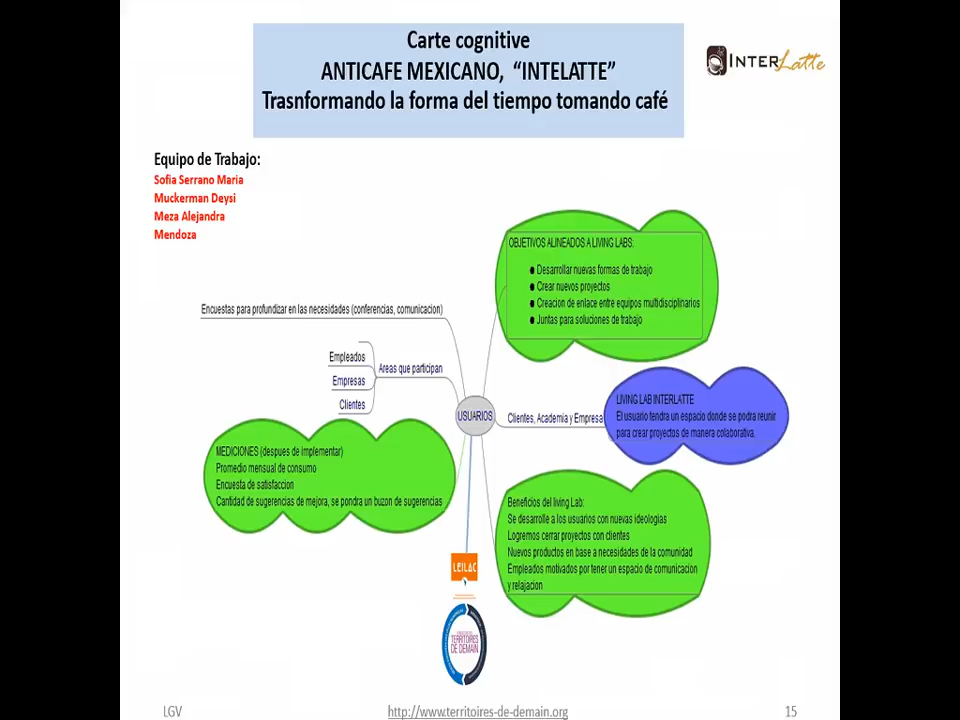 Carte cognitive
ANTICAFE MEXICANO, “INTELATTE”
Trasnformando la forma del tiempo tomando café
INTERLatte
Equipo de Trabajo:
Sofia Serrano Maria
Muckerman Deysi
Meza Alejandra
Mendoza
OBJETIVOS ALINEADOS A LIVING LABS:
● Desarrollar nuevas formas de trabajo
● Crear nuevos proyectos
● Creacion de enlace entre equipos multidisciplinarios
● Juntas para soluciones de trabajo
Encuestas para profundizar en las necesidades (conferencias, comunicacion)
Areas que participan
Empleados
Empresas
Clientes
USUARIOS
Clientes, Academia y Empresa
LIVING LAB INTERLATTE
El usuario tendra un espacio donde se podra reunir
para crear proyectos de manera colaborativa.
MEDICIONES (despues de implementar)
Promedio mensual de consumo
Encuesta de satisfaccion
Cantidad de sugerencias de mejora, se pondra un buzon de sugerencias
Beneficios del living Lab:
Se desarrolle a los usuarios con nuevas ideologias
Logremos cerrar proyectos con clientes
Nuevos productos en base a necesidades de la comunidad
Empleados motivados por tener un espacio de comunicacion
y relajacion
LEILAC
TERRITOIRES
DE DEMAIN
LGV
http://www.territoires-de-demain.org
15